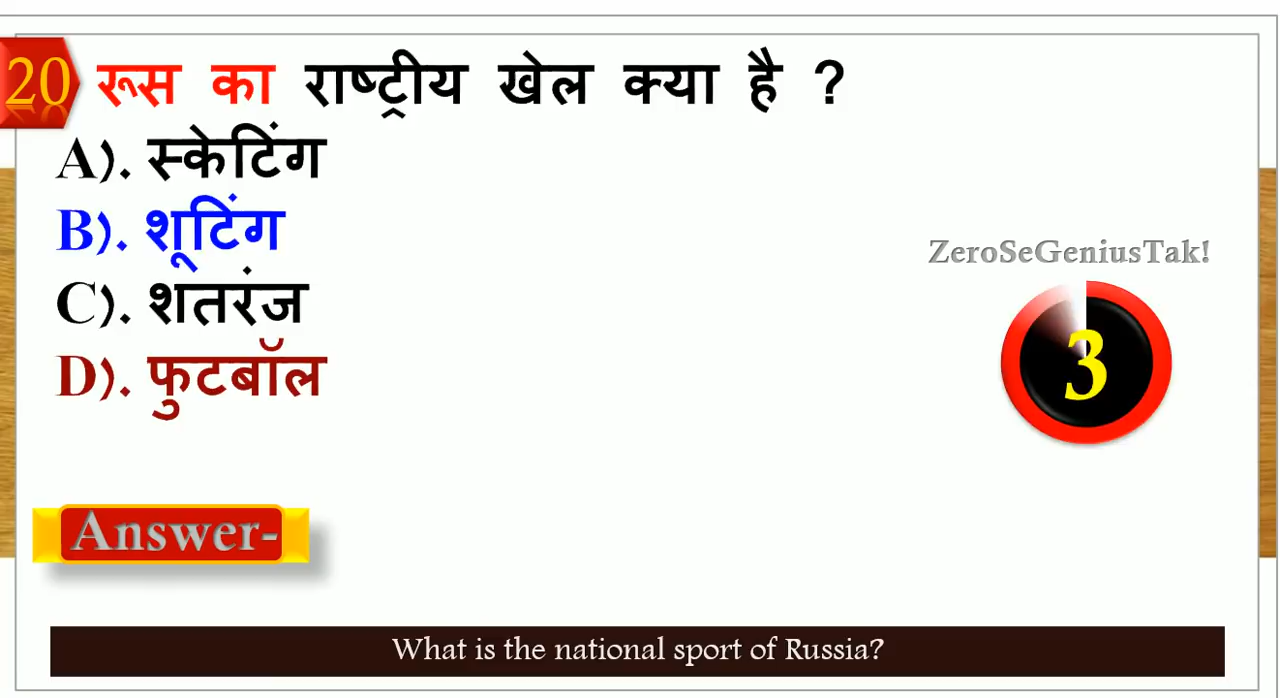 20 रूस का राष्ट्रीय खेल क्या है ?
A). स्केटिंग
B). शूटिंग
C). शतरंज
D). फुटबॉल
ZeroSeGeniusTak!
3
Answer-
What is the national sport of Russia?